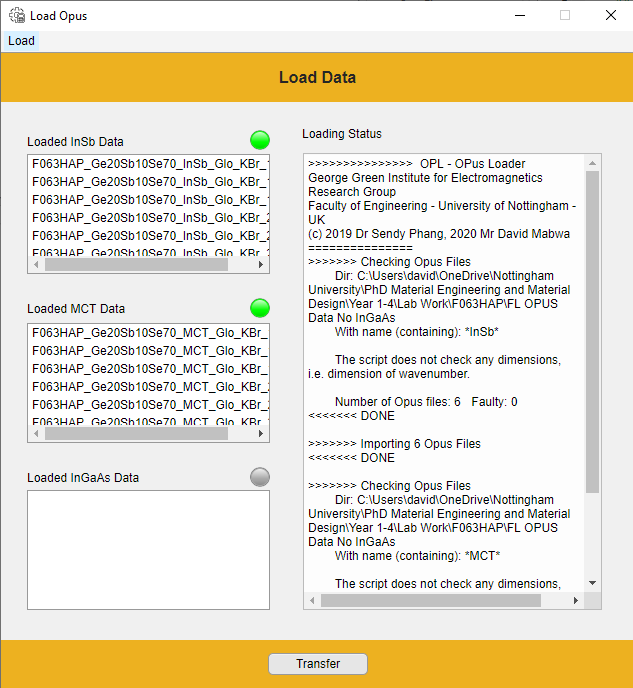 Load Opus
Load
Load Data
Loaded InSb Data
F063HAP_Ge20Sb10Se70_InSb_Glo_KBr_
F063HAP_Ge20Sb10Se70_InSb_Glo_KBr_
F063HAP_Ge20Sb10Se70_InSb_Glo_KBr_
F063HAP_Ge20Sb10Se70_InSb_Glo_KBr_
F063HAP_Ge20Sb10Se70_InSb_Glo_KBr_
F063HAP_Ge20Sb10Se70_InSb_Glo_KBr_
Loaded MCT Data
F063HAP_Ge20Sb10Se70_MCT_Glo_KBr_
F063HAP_Ge20Sb10Se70_MCT_Glo_KBr_
F063HAP_Ge20Sb10Se70_MCT_Glo_KBr_
F063HAP_Ge20Sb10Se70_MCT_Glo_KBr_
F063HAP_Ge20Sb10Se70_MCT_Glo_KBr_
F063HAP_Ge20Sb10Se70_MCT_Glo_KBr_
Loaded InGaAs Data
Loading Status
>>>>>>>>>>>>>>> OPL - OPus Loader
George Green Institute for Electromagnetics
Research Group
Faculty of Engineering - University of Nottingham -
UK
(c) 2019 Dr Sendy Phang, 2020 Mr David Mabwa
===============
>>>>>>> Checking Opus Files
Dir: C:\Users\david\OneDrive\Nottingham
University\PhD Material Engineering and Material
Design\Year 1-4\Lab Work\F063HAP\FL OPUS
Data No InGaAs
With name (containing): *InSb*
The script does not check any dimensions,
i.e. dimension of wavenumber.
Number of Opus files: 6 Faulty: 0
<<<<<<< DONE
>>>>>>> Importing 6 Opus Files
<<<<<<< DONE
>>>>>>> Checking Opus Files
Dir: C:\Users\david\OneDrive\Nottingham
University\PhD Material Engineering and Material
Design\Year 1-4\Lab Work\F063HAP\FL OPUS
Data No InGaAs
With name (containing): *MCT*
The script does not check any dimensions,
Transfer